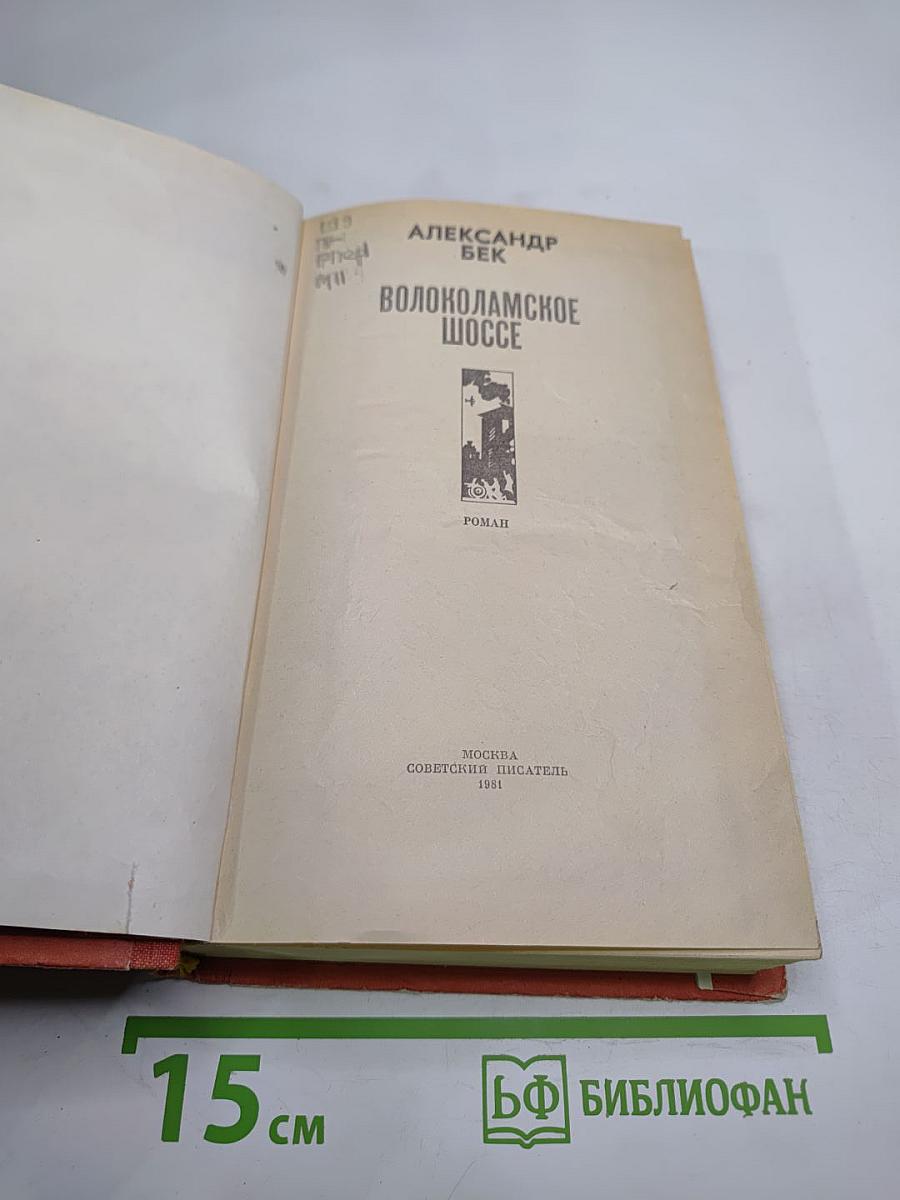 АЛЕКСАНДР
БЕК
ВОЛОКОЛАМСКОЕ
ШОССЕ
РОМАН
МОСКВА
СОВЕТСКИЙ ПИСАТЕЛЬ
1981
15 см
БФ БИБЛИОФАН